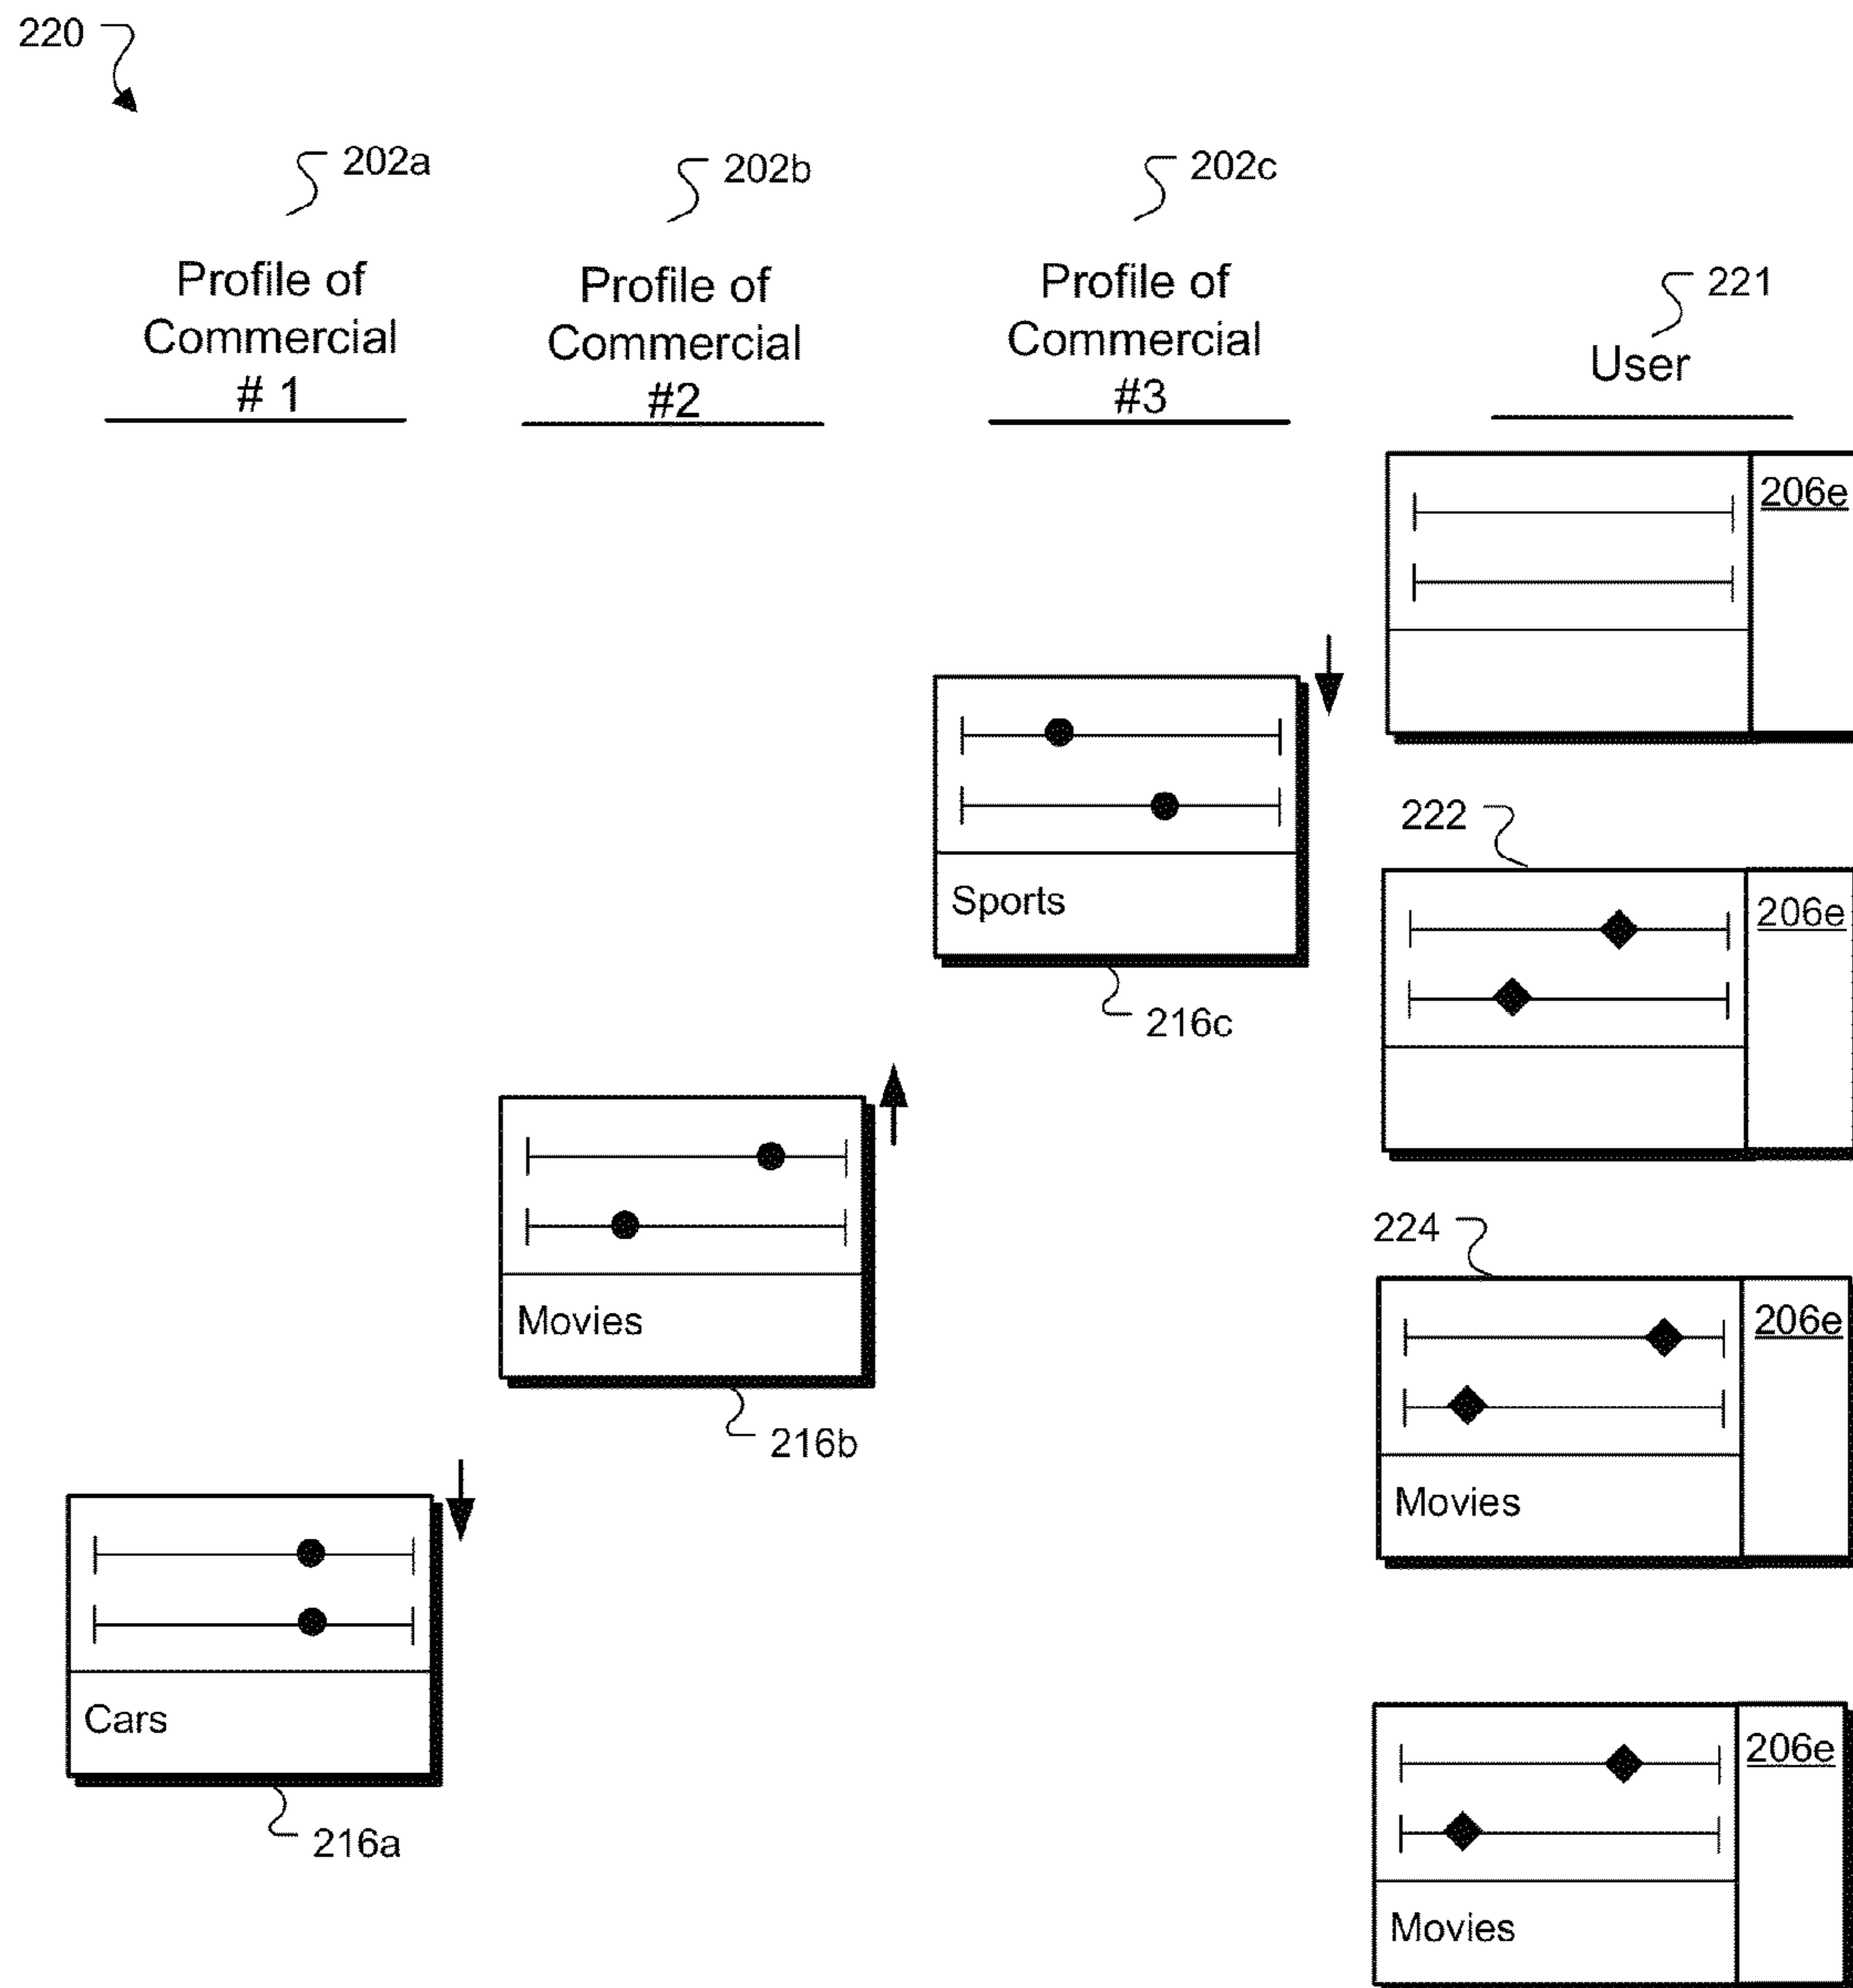 220
202a
202b
202c
Profile of
Commercial
# 1
Profile of
Commercial
#2
Profile of
Commercial
#3
221
User
206e
Sports
216c
222
206e
Movies
216b
224
206e
Movies
Cars
216a
206e
Movies